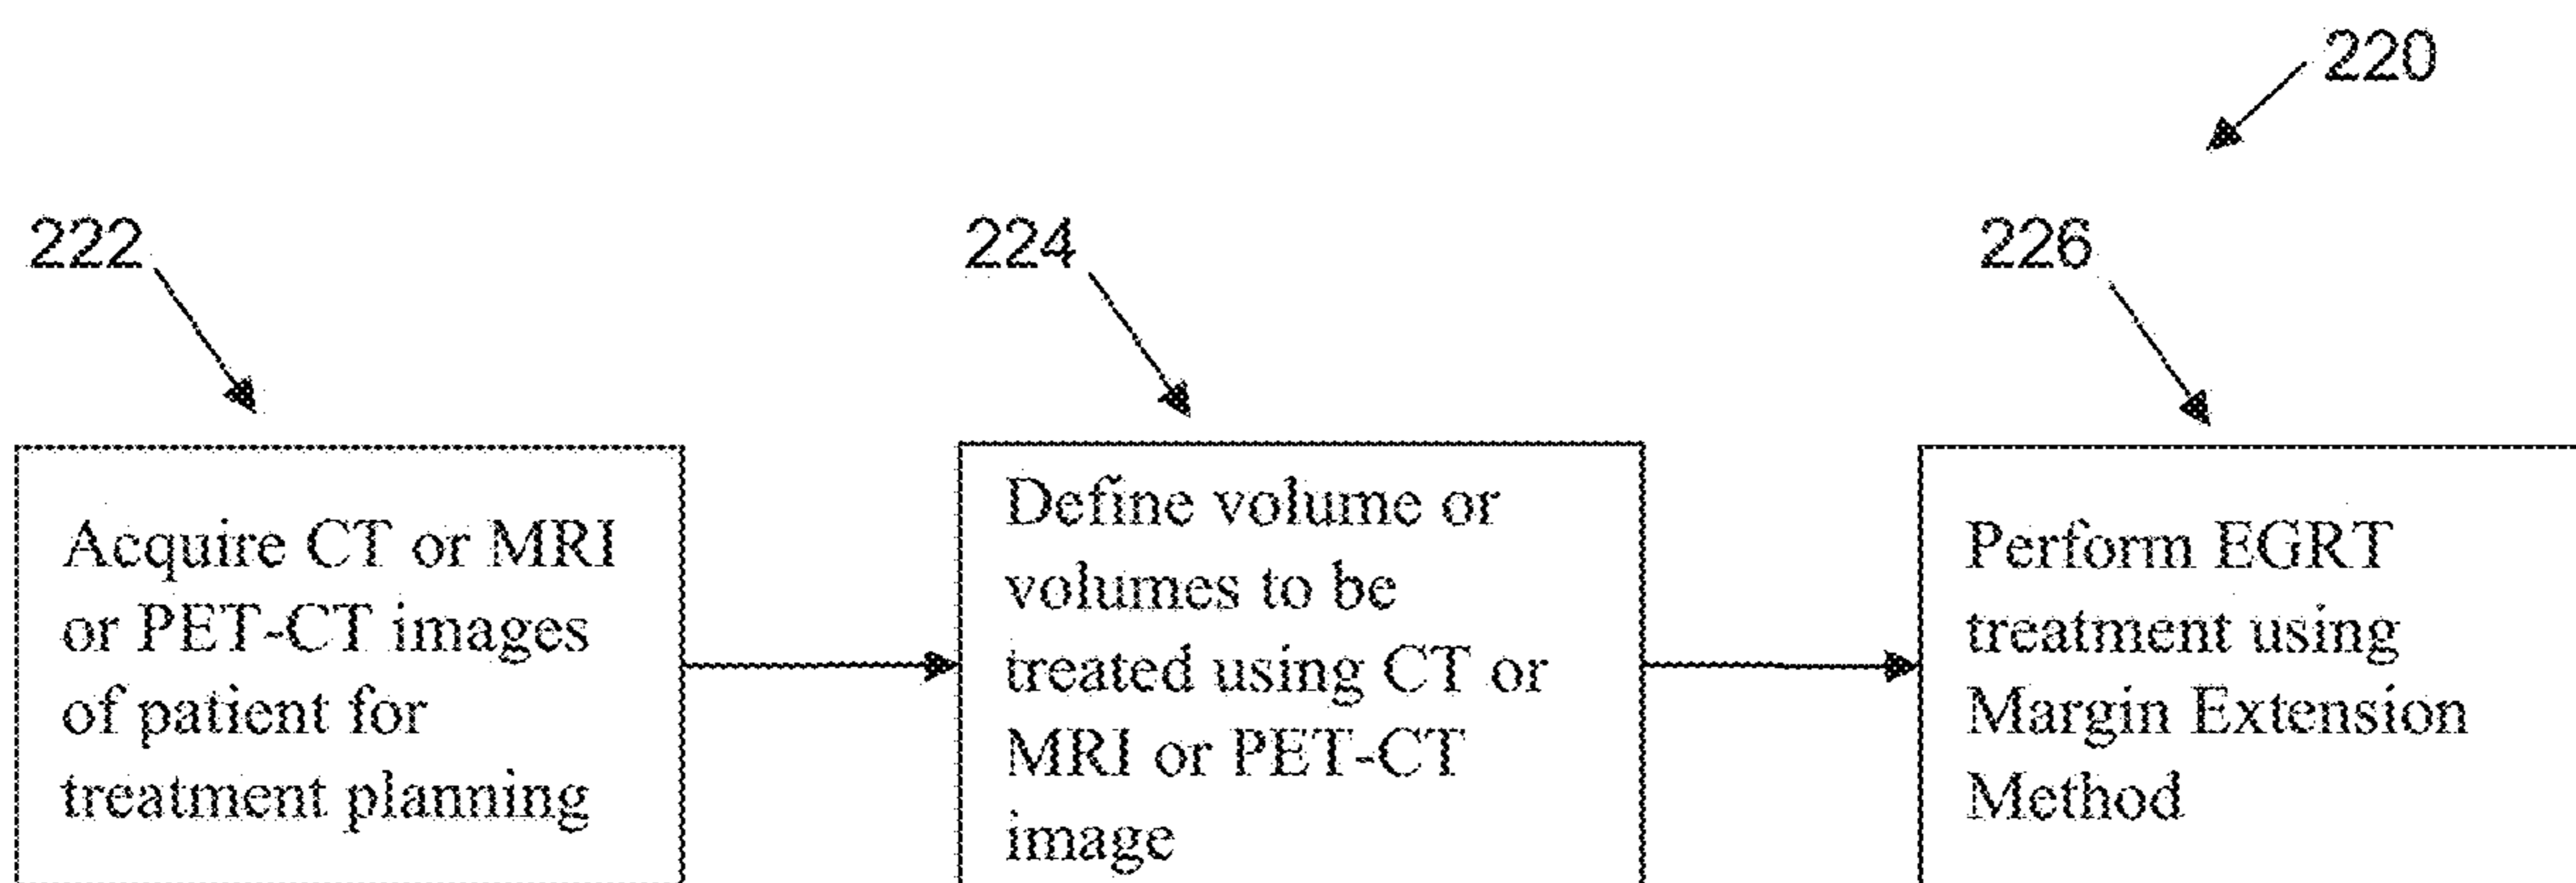 220
222
224
226
Acquire CT or MRI
or PET-CT images
of patient for
treatment planning
Define volume or
volumes to be
treated using CT or
MRI or PET-CT
image
Perform EGRT
treatment using
Margin Extension
Method